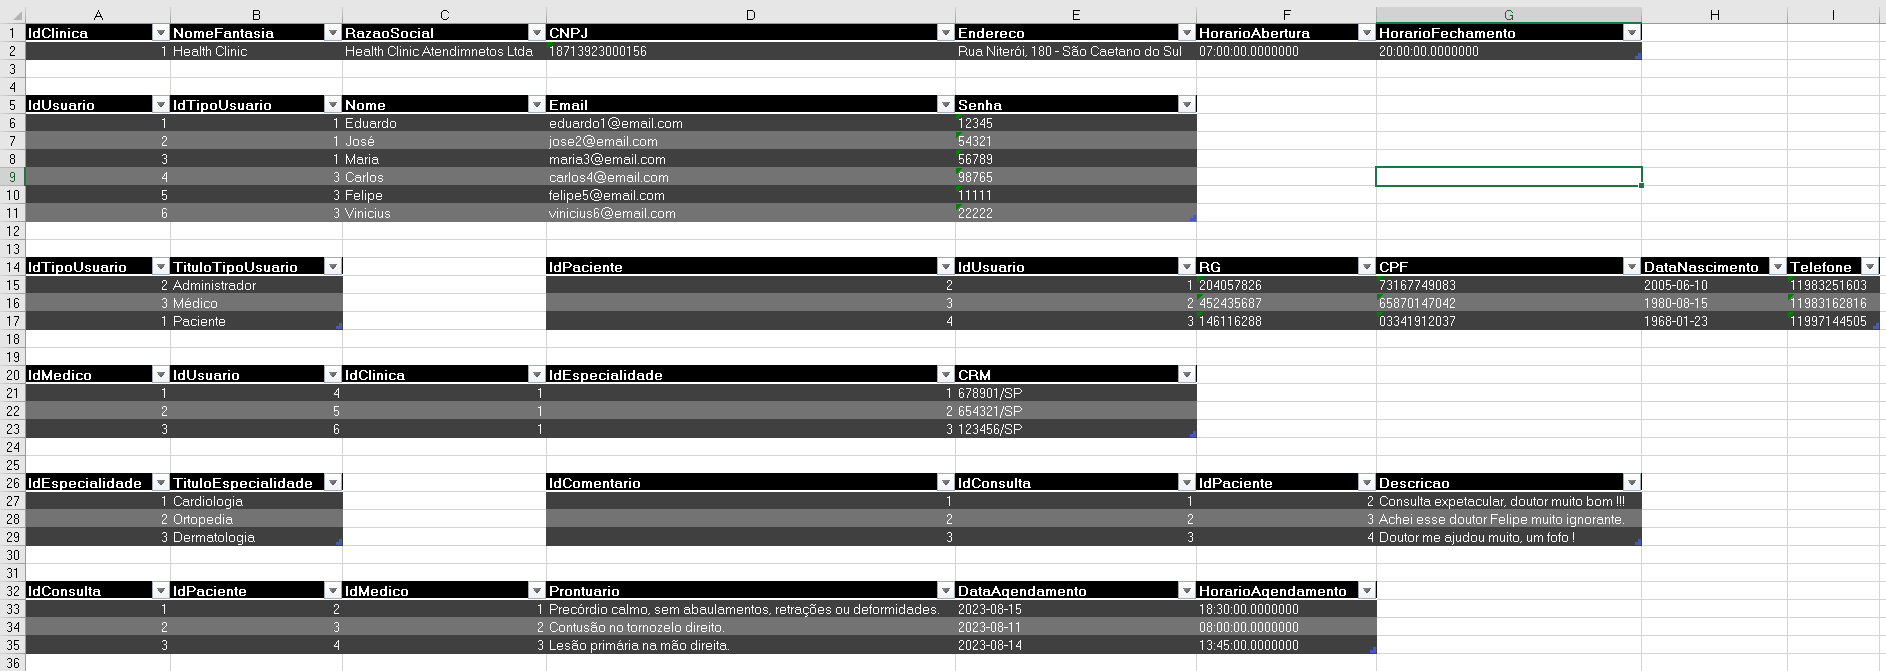 A B C D E F G H I
1 IdClinica NomeFantasia RazaoSocial CNPJ Endereco HorarioAbertura HorarioFechamento
2 1 Health Clinic Health Clinic Atendimnetos Ltda 18713923000156 Rua Niterói, 180 - São Caetano do Sul 07:00:00.0000000 20:00:00.0000000
3
4
5 IdUsuario IdTipoUsuario Nome Email Senha
6 1 1 Eduardo eduardo1@email.com 12345
7 2 1 José jose2@email.com 54321
8 3 1 Maria maria3@email.com 56789
9 4 3 Carlos carlos4@email.com 98765
10 5 3 Felipe felipe5@email.com 11111
11 6 3 Vinicius vinicius6@email.com 22222
12
13
14 IdTipoUsuario TituloTipoUsuario IdPaciente IdUsuario RG CPF DataNascimento Telefone
15 2 Administrador 2 1 204057826 73167749083 2005-06-10 11983251603
16 3 Médico 3 2 452435687 65870147042 1980-08-15 11983162816
17 1 Paciente 4 3 146116288 03341912037 1968-01-23 11997144505
18
19
20 IdMedico IdUsuario IdClinica IdEspecialidade CRM
21 1 4 1 1 678901/SP
22 2 5 1 2 654321/SP
23 3 6 1 3 123456/SP
24
25
26 IdEspecialidade TituloEspecialidade IdComentario IdConsulta IdPaciente Descricao
27 1 Cardiologia 1 1 2 Consulta expetacular, doutor muito bom !!!
28 2 Ortopedia 2 2 3 Achei esse doutor Felipe muito ignorante.
29 3 Dermatologia 3 3 4 Doutor me ajudou muito, um fofo !
30
31
32 IdConsulta IdPaciente IdMedico Prontuario DataAgendamento HorarioAgendamento
33 1 2 1 Precórdio calmo, sem abaulamentos, retrações ou deformidades. 2023-08-15 18:30:00.0000000
34 2 3 2 Contusão no tornozelo direito. 2023-08-11 08:00:00.0000000
35 3 4 3 Lesão primária na mão direita. 2023-08-14 13:45:00.0000000
36